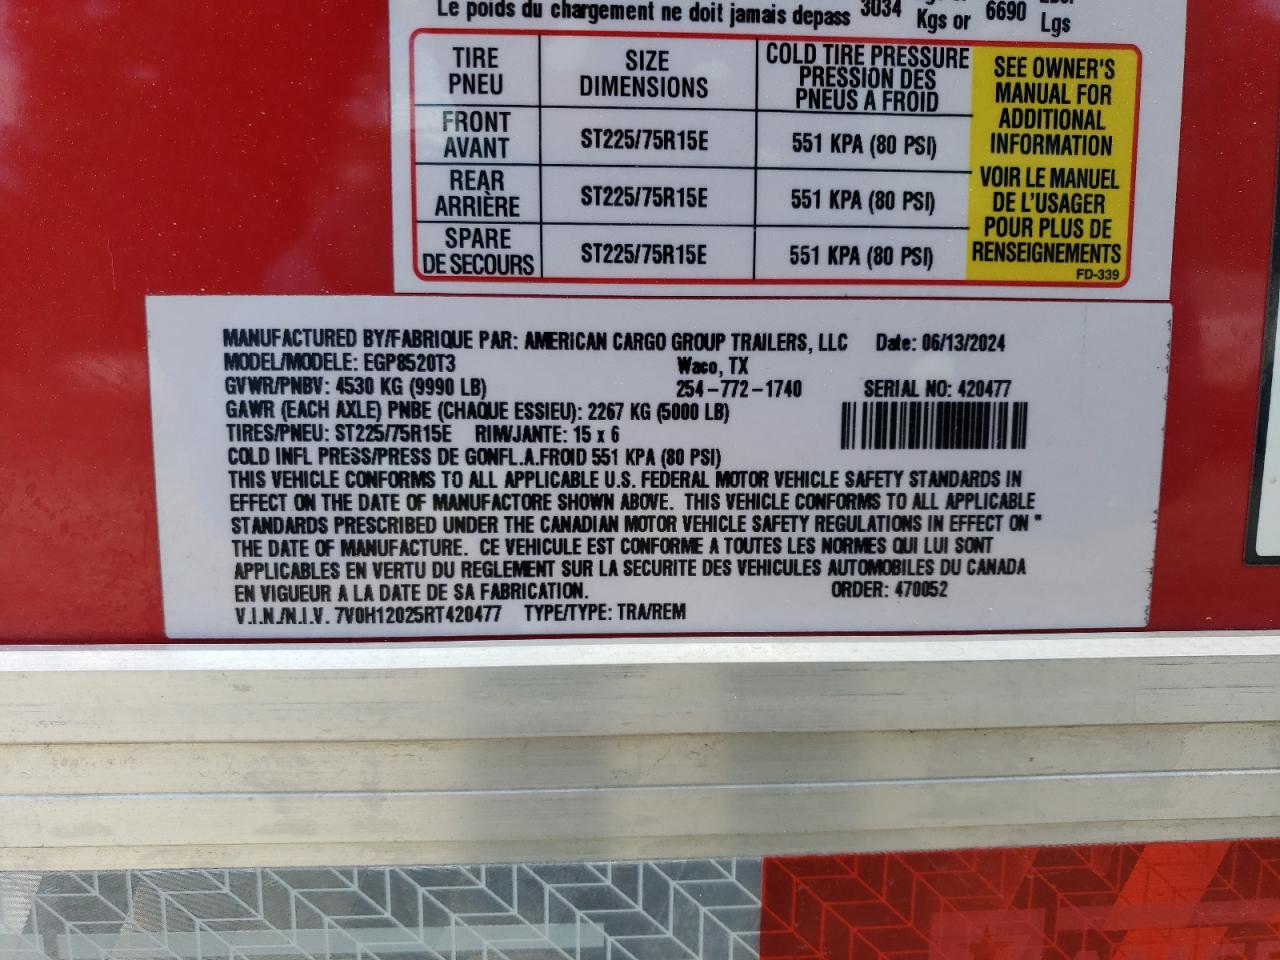 Le poids du chargement ne doit jamais depass 3034 Kgs or 6690 Lgs
TIRE PNEU SIZE DIMENSIONS COLD TIRE PRESSURE PRESSION DES PNEUS A FROID
FRONT AVANT ST225/75R15E 551 KPA (80 PSI)
REAR ARRIÈRE ST225/75R15E 551 KPA (80 PSI)
SPARE DE SECOURS ST225/75R15E 551 KPA (80 PSI)
SEE OWNER'S
MANUAL FOR
ADDITIONAL
INFORMATION
VOIR LE MANUEL
DE L'USAGER
POUR PLUS DE
RENSEIGNEMENTS
FD-339
MANUFACTURED BY/FABRIQUE PAR: AMERICAN CARGO GROUP TRAILERS, LLC Date: 06/13/2024
MODEL/MODELE: EGP8520T3 Waco, TX
GVWR/PNBV: 4530 KG (9990 LB) 254-772-1740 SERIAL NO: 420477
GAWR (EACH AXLE) PNBE (CHAQUE ESSIEU): 2267 KG (5000 LB)
TIRES/PNEU: ST225/75R15E RIM/JANTE: 15 x 6
COLD INFL PRESS/PRESS DE GONFL.A.FROID 551 KPA (80 PSI)
THIS VEHICLE CONFORMS TO ALL APPLICABLE U.S. FEDERAL MOTOR VEHICLE SAFETY STANDARDS IN
EFFECT ON THE DATE OF MANUFACTORE SHOWN ABOVE. THIS VEHICLE CONFORMS TO ALL APPLICABLE
STANDARDS PRESCRIBED UNDER THE CANADIAN MOTOR VEHICLE SAFETY REGULATIONS IN EFFECT ON "
THE DATE OF MANUFACTURE. CE VEHICULE EST CONFORME A TOUTES LES NORMES QUI LUI SONT
APPLICABLES EN VERTU DU REGLEMENT SUR LA SECURITE DES VEHICULES AUTOMOBILES DU CANADA
EN VIGUEUR A LA DATE DE SA FABRICATION. ORDER: 470052
V.I.N./N.I.V. 7V0H12025RT420477 TYPE/TYPE: TRA/REM